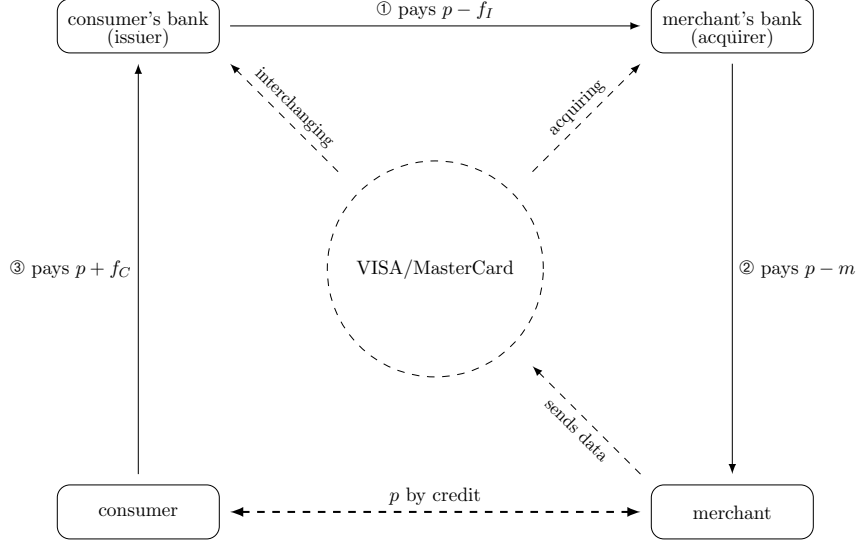 consumer's bank
(issuer)
① pays p − f_I
merchant's bank
(acquirer)
interchanging
acquiring
③ pays p + f_C
VISA/MasterCard
② pays p − m
sends data
consumer
p by credit
merchant